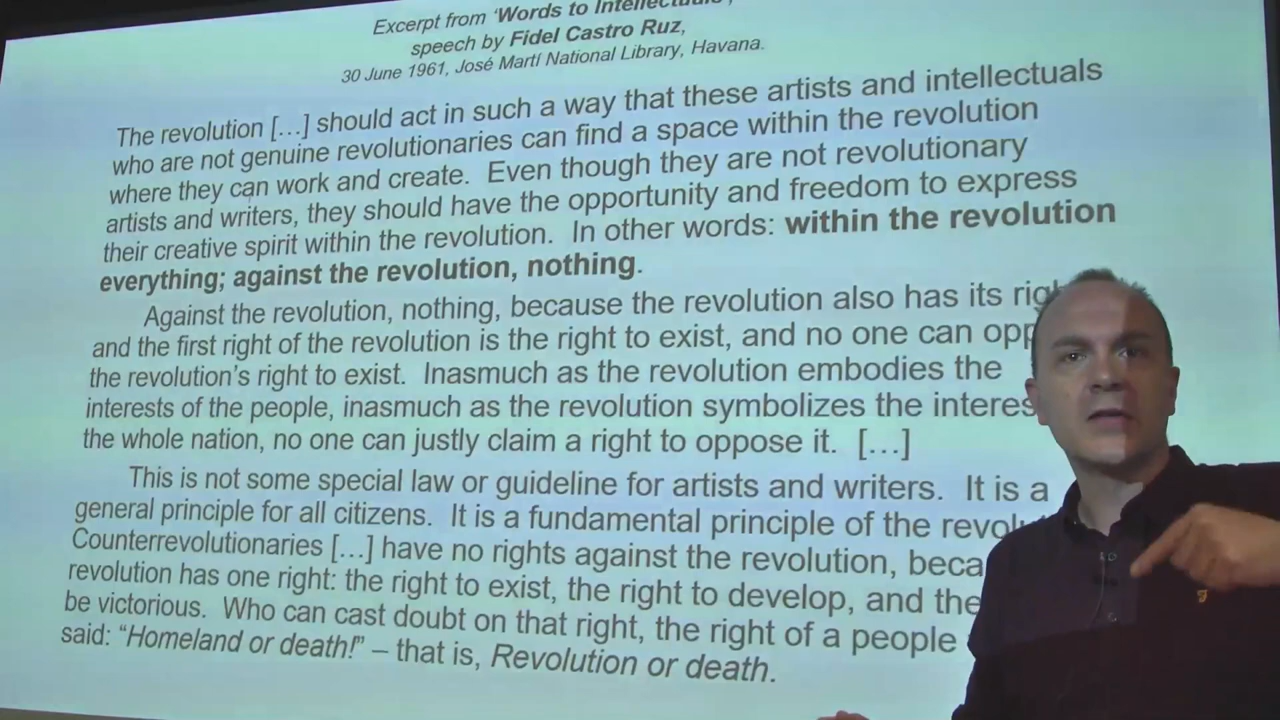 Excerpt from 'Words to Intellectuals',
speech by Fidel Castro Ruz,
30 June 1961, José Martí National Library, Havana.
The revolution […] should act in such a way that these artists and intellectuals
who are not genuine revolutionaries can find a space within the revolution
where they can work and create. Even though they are not revolutionary
artists and writers, they should have the opportunity and freedom to express
their creative spirit within the revolution. In other words: within the revolution
everything; against the revolution, nothing.
Against the revolution, nothing, because the revolution also has its
and the first right of the revolution is the right to exist, and no one can
the revolution's right to exist. Inasmuch as the revolution embodies the
interests of the people, inasmuch as the revolution symbolizes the
the whole nation, no one can justly claim a right to oppose it. […]
This is not some special law or guideline for artists and writers. It is a
general principle for all citizens. It is a fundamental principle of the
Counterrevolutionaries […] have no rights against the revolution,
revolution has one right: the right to exist, the right to develop, and
be victorious. Who can cast doubt on that right, the right of a people
said: "Homeland or death!" – that is, Revolution or death.